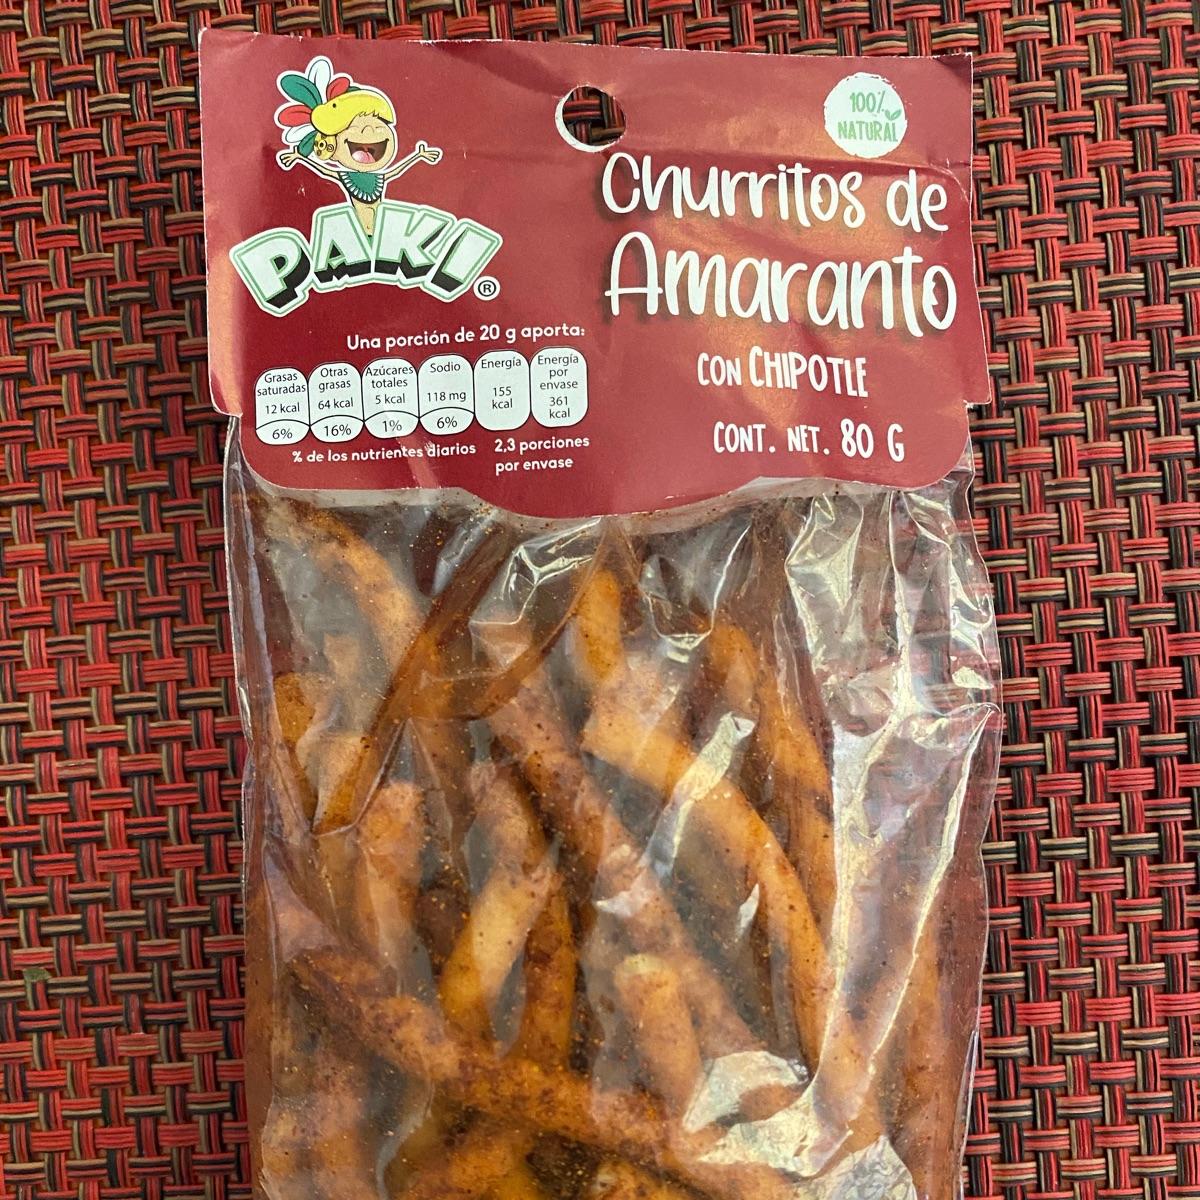 PAKI®
100%
NATURAL
Churritos de
Amaranto
CON CHIPOTLE
CONT. NET. 80 G
Una porción de 20 g aporta:
Grasas saturadas 12 kcal 6%
Otras grasas 64 kcal 16%
Azúcares totales 5 kcal 1%
Sodio 118 mg 6%
Energía 155 kcal
Energía por envase 361 kcal
% de los nutrientes diarios
2,3 porciones
por envase